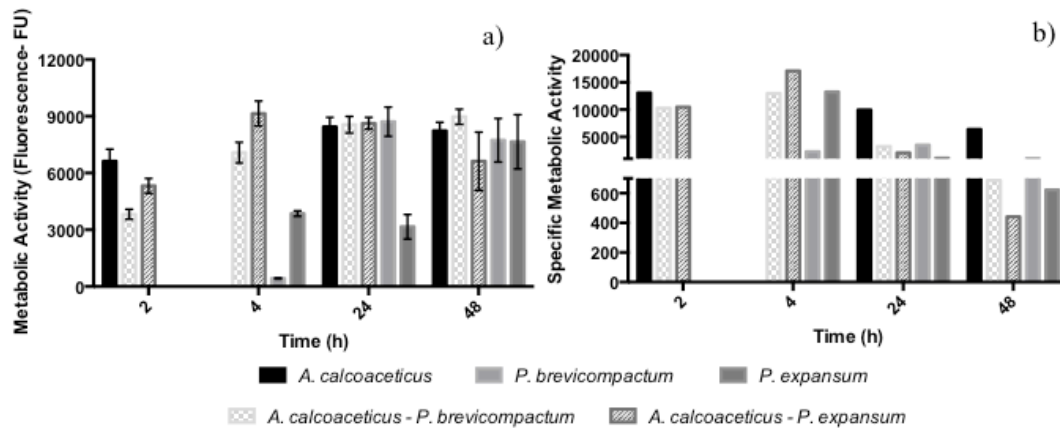 a)
Metabolic Activity (Fluorescence- FU)
12000
9000
6000
3000
0
2
4
24
48
Time (h)
b)
Specific Metabolic Activity
20000
15000
10000
5000
600
400
200
0
2
4
24
48
Time (h)
A. calcoaceticus
P. brevicompactum
P. expansum
A. calcoaceticus - P. brevicompactum
A. calcoaceticus - P. expansum